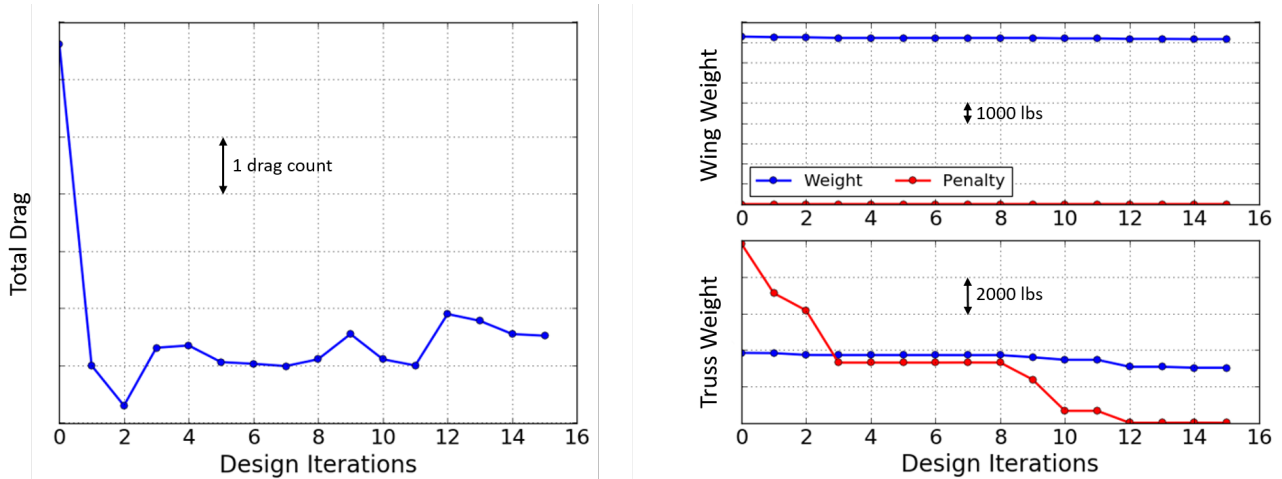 Total Drag
1 drag count
0 2 4 6 8 10 12 14 16
Design Iterations
Wing Weight
1000 lbs
Weight Penalty
0 2 4 6 8 10 12 14 16
Truss Weight
2000 lbs
0 2 4 6 8 10 12 14 16
Design Iterations